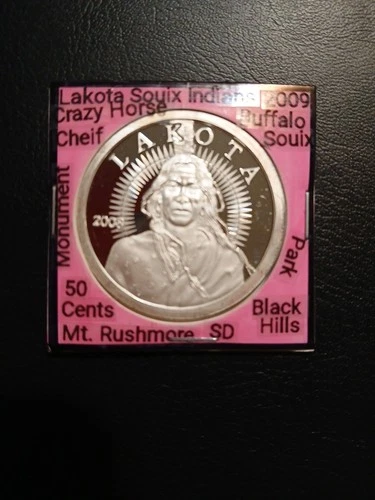 Lakota Souix Indians 2009
Crazy Horse Buffalo
Cheif Souix
LAKOTA
2009
Monument
Park
50
Cents
Black
Hills
Mt. Rushmore SD